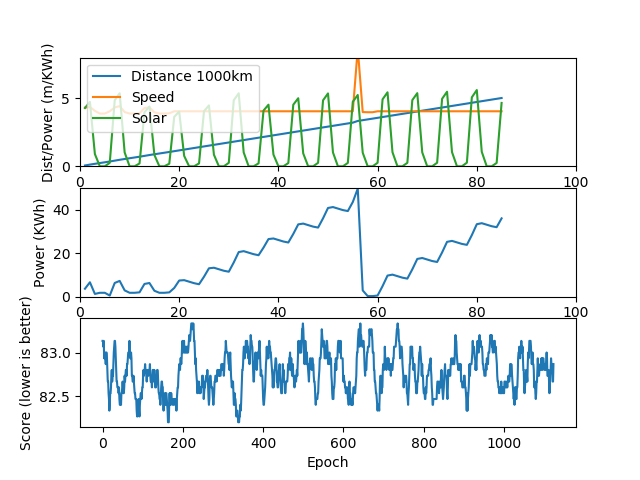 Dist/Power (m/KWh)
Distance 1000km
Speed
Solar
5
0
0 20 40 60 80 100
Power (KWh)
40
20
0
0 20 40 60 80 100
Score (lower is better)
83.0
82.5
0 200 400 600 800 1000
Epoch